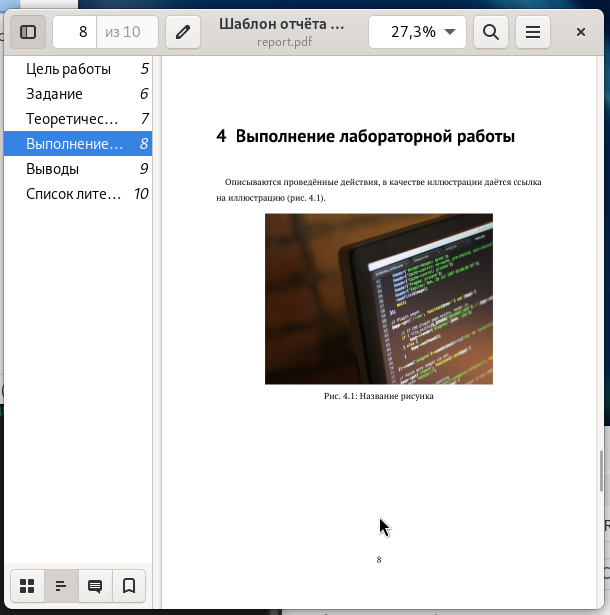 8 из 10
Шаблон отчёта ...
report.pdf
27,3%
Цель работы 5
Задание 6
Теоретичес... 7
Выполнение... 8
Выводы 9
Список лите... 10
4 Выполнение лабораторной работы
Описываются проведённые действия, в качестве иллюстрации даётся ссылка
на иллюстрацию (рис. 4.1).
Рис. 4.1: Название рисунка
8